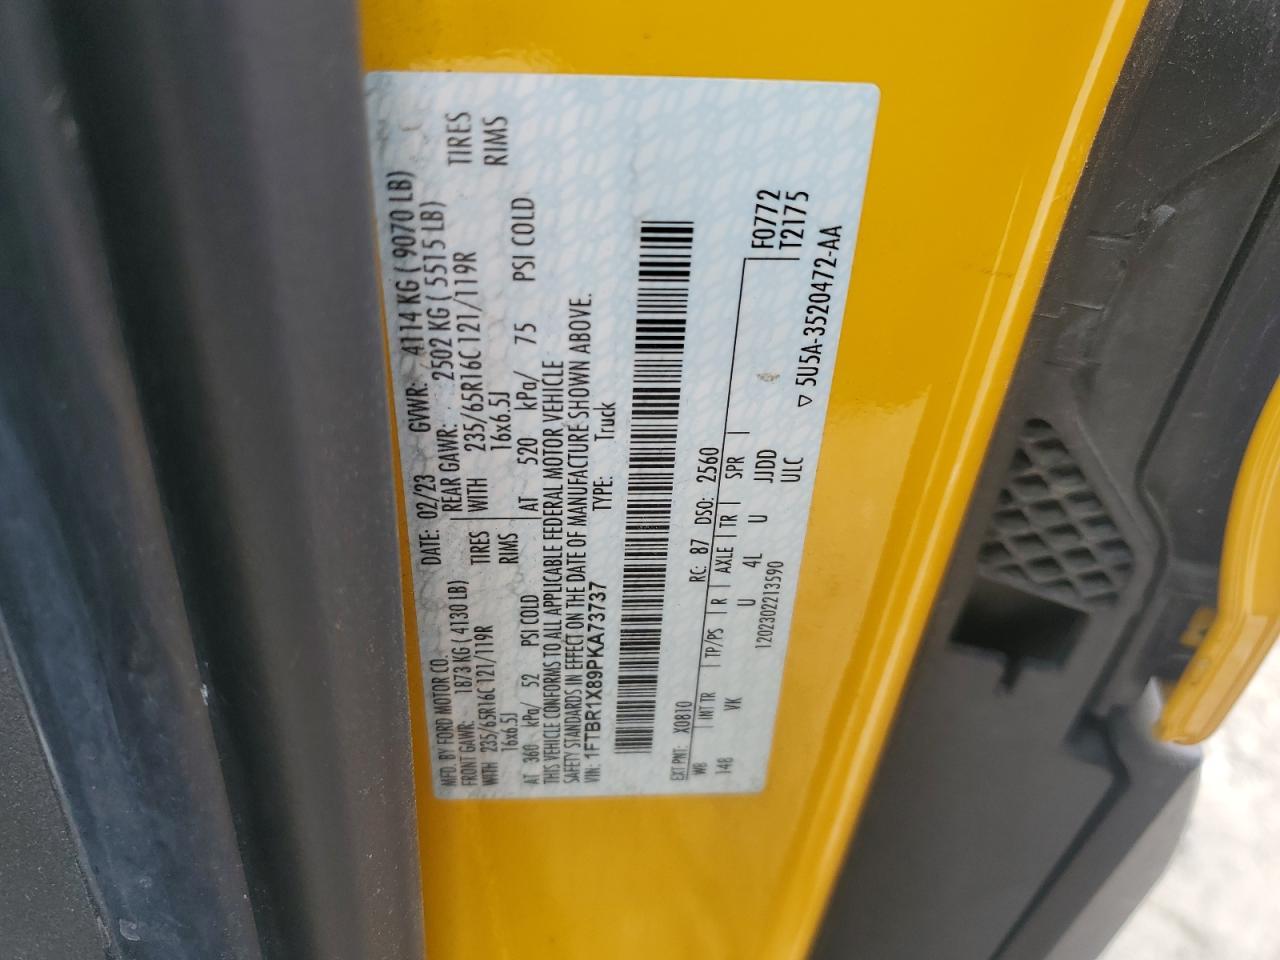 MFD. BY FORD MOTOR CO.
DATE: 02/23 GVWR: 4114 KG ( 9070 LB)
FRONT GAWR: 1873 KG ( 4130 LB) REAR GAWR: 2502 KG ( 5515 LB)
WITH 235/65R16C 121/119R TIRES WITH 235/65R16C 121/119R TIRES
16x6.5J RIMS 16x6.5J RIMS
AT 360 kPa/ 52 PSI COLD AT 520 kPa/ 75 PSI COLD
THIS VEHICLE CONFORMS TO ALL APPLICABLE FEDERAL MOTOR VEHICLE
SAFETY STANDARDS IN EFFECT ON THE DATE OF MANUFACTURE SHOWN ABOVE.
VIN: 1FTBR1X89PKA73737 TYPE: Truck
EXT PNT: X0810 RC: 87 DSO: 2560
WB INT TR TP/PS R AXLE TR SPR F0772
148 VK U 4L U JJDD T2175
1202302213590 ULC
▽ 5U5A-3520472-AA